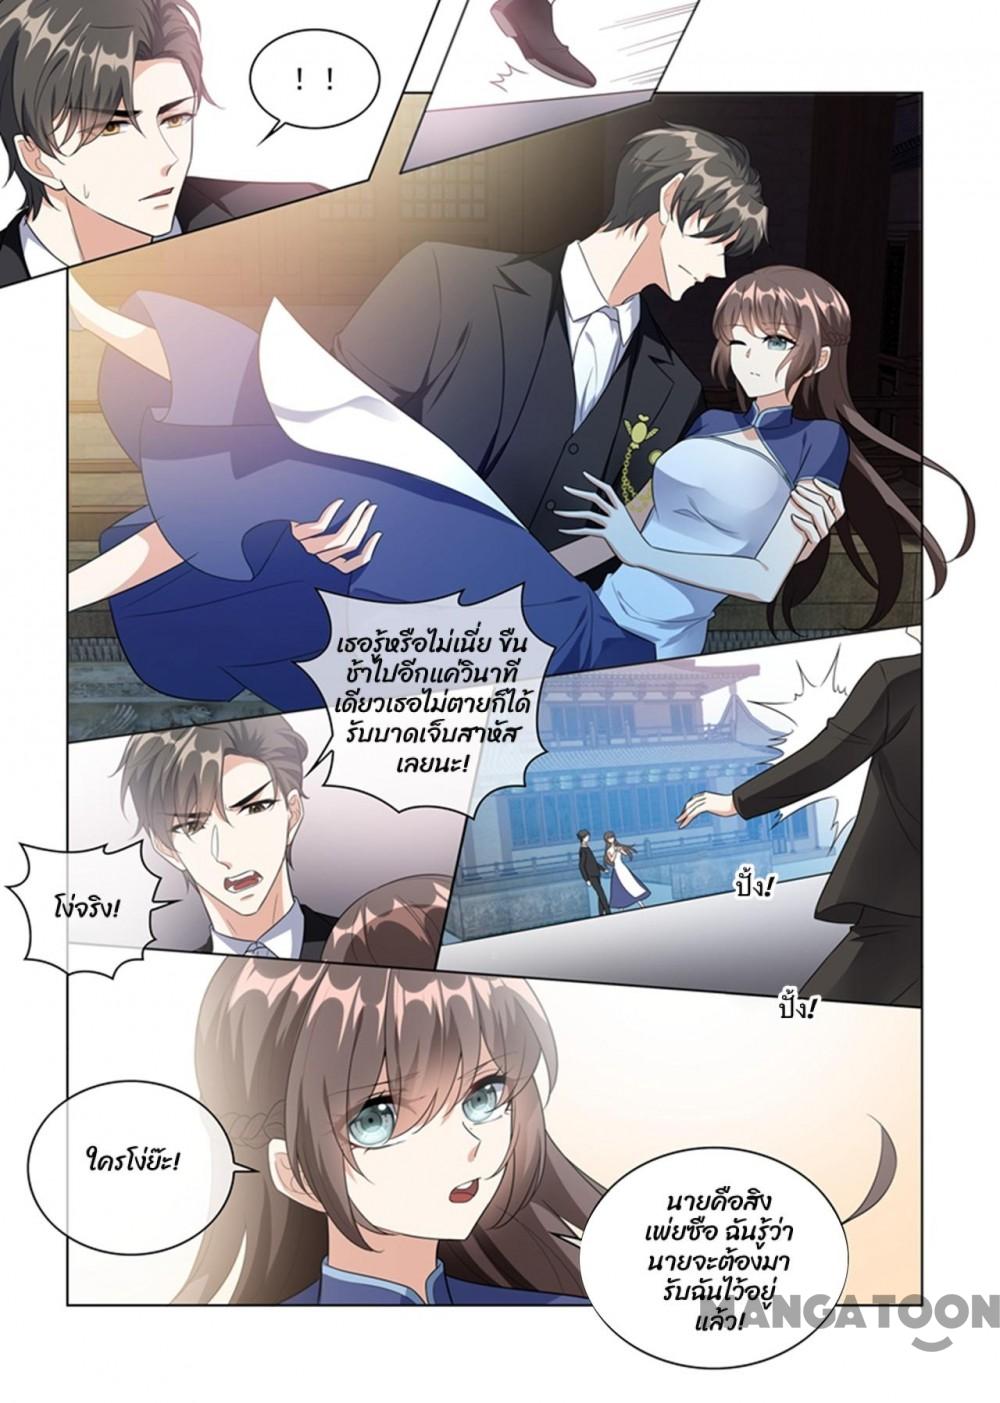 ! !
เธอรู้หรือไม่เนี่ย ขืน
ช้าไปอีกแค่วินาที
เดียวเธอไม่ตายก็ได้
รับบาดเจ็บสาหัส
เลยนะ!
โง่จริง!
ปั้ง!
ปั้ง!
ใครโง่ย๊ะ!
นายคือสิง
เพ่ยซือ ฉันรู้ว่า
นายจะต้องมา
รับฉันไว้อยู่
แล้ว!
MANGATOON